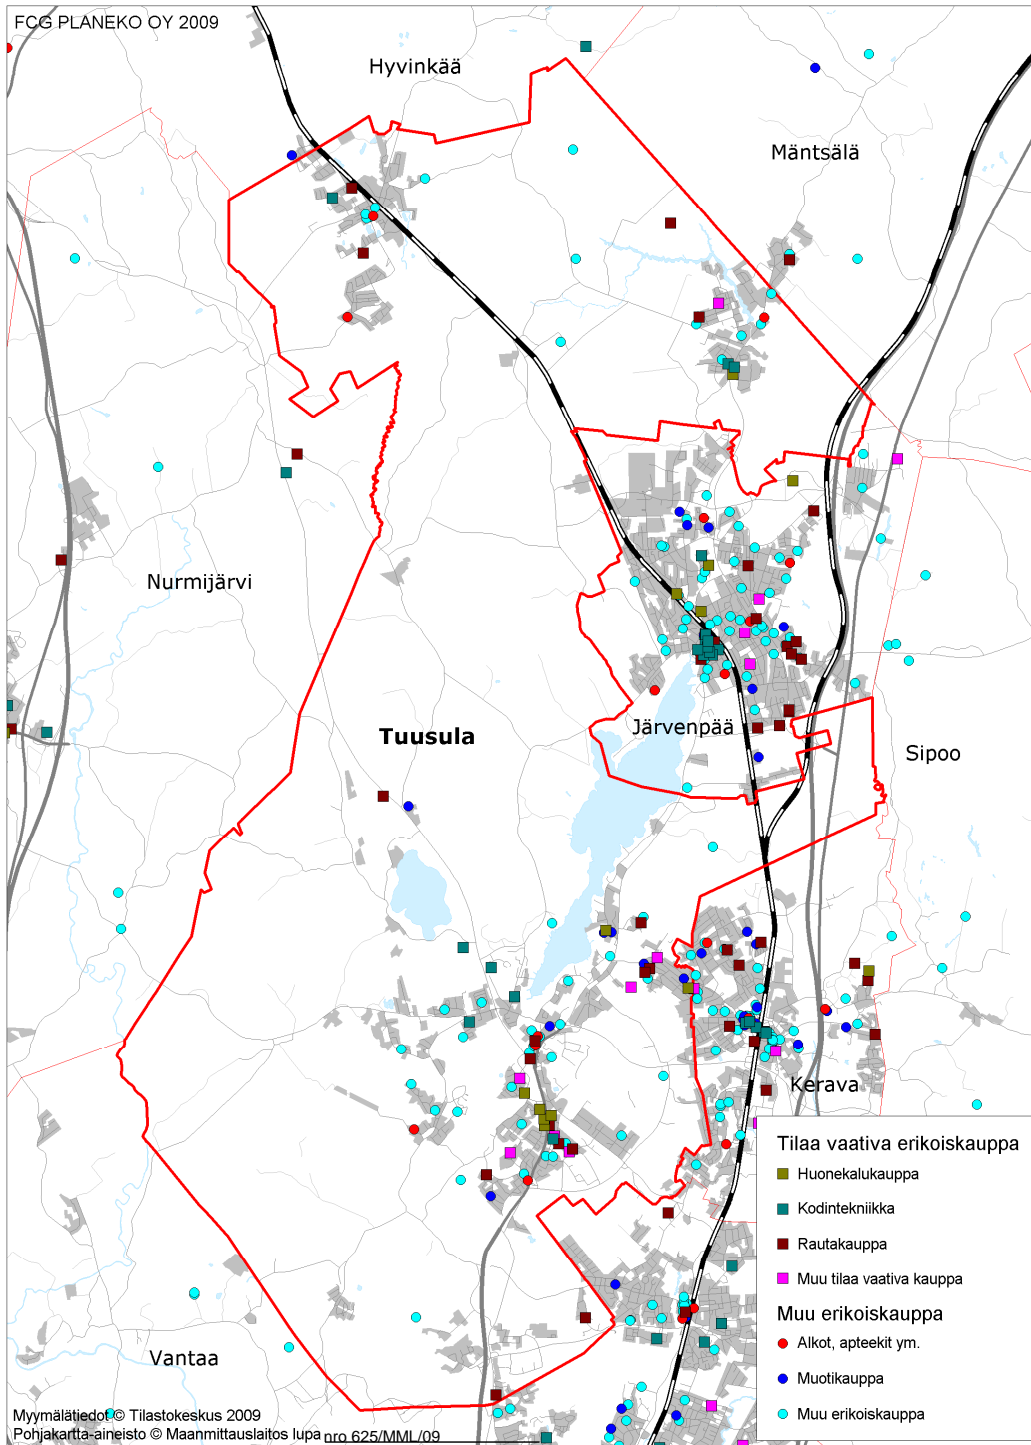 FCG PLANEKO OY 2009
Hyvinkää
Mäntsälä
Nurmijärvi
Tuusula
Järvenpää
Sipoo
Kerava
Vantaa
Tilaa vaativa erikoiskauppa
Huonekalukauppa
Kodintekniikka
Rautakauppa
Muu tilaa vaativa kauppa
Muu erikoiskauppa
Alkot, apteekit ym.
Muotikauppa
Muu erikoiskauppa
Myymälätiedot © Tilastokeskus 2009
Pohjakartta-aineisto © Maanmittauslaitos lupa nro 625/MML/09